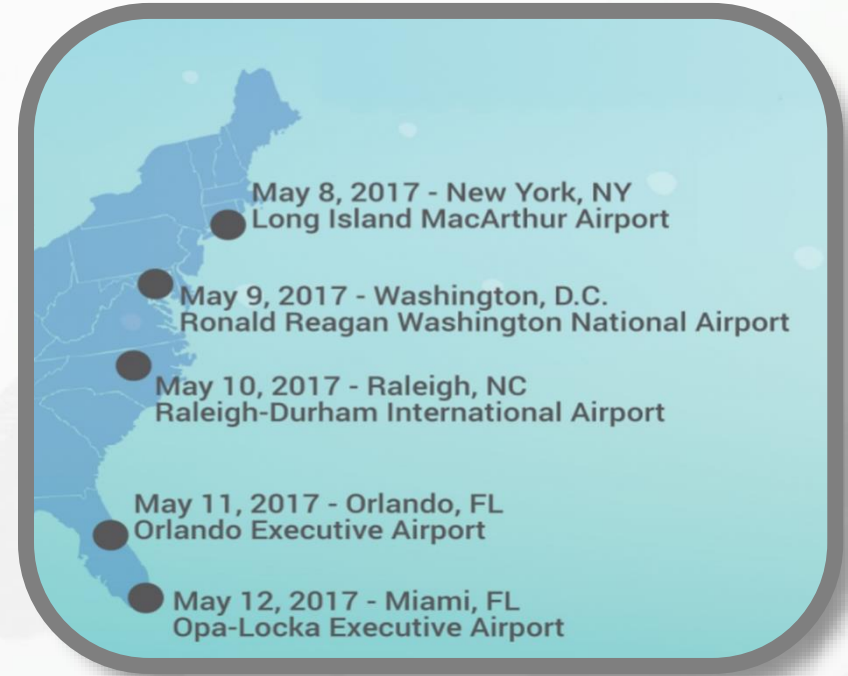 May 8, 2017 - New York, NY
Long Island MacArthur Airport
May 9, 2017 - Washington, D.C.
Ronald Reagan Washington National Airport
May 10, 2017 - Raleigh, NC
Raleigh-Durham International Airport
May 11, 2017 - Orlando, FL
Orlando Executive Airport
May 12, 2017 - Miami, FL
Opa-Locka Executive Airport